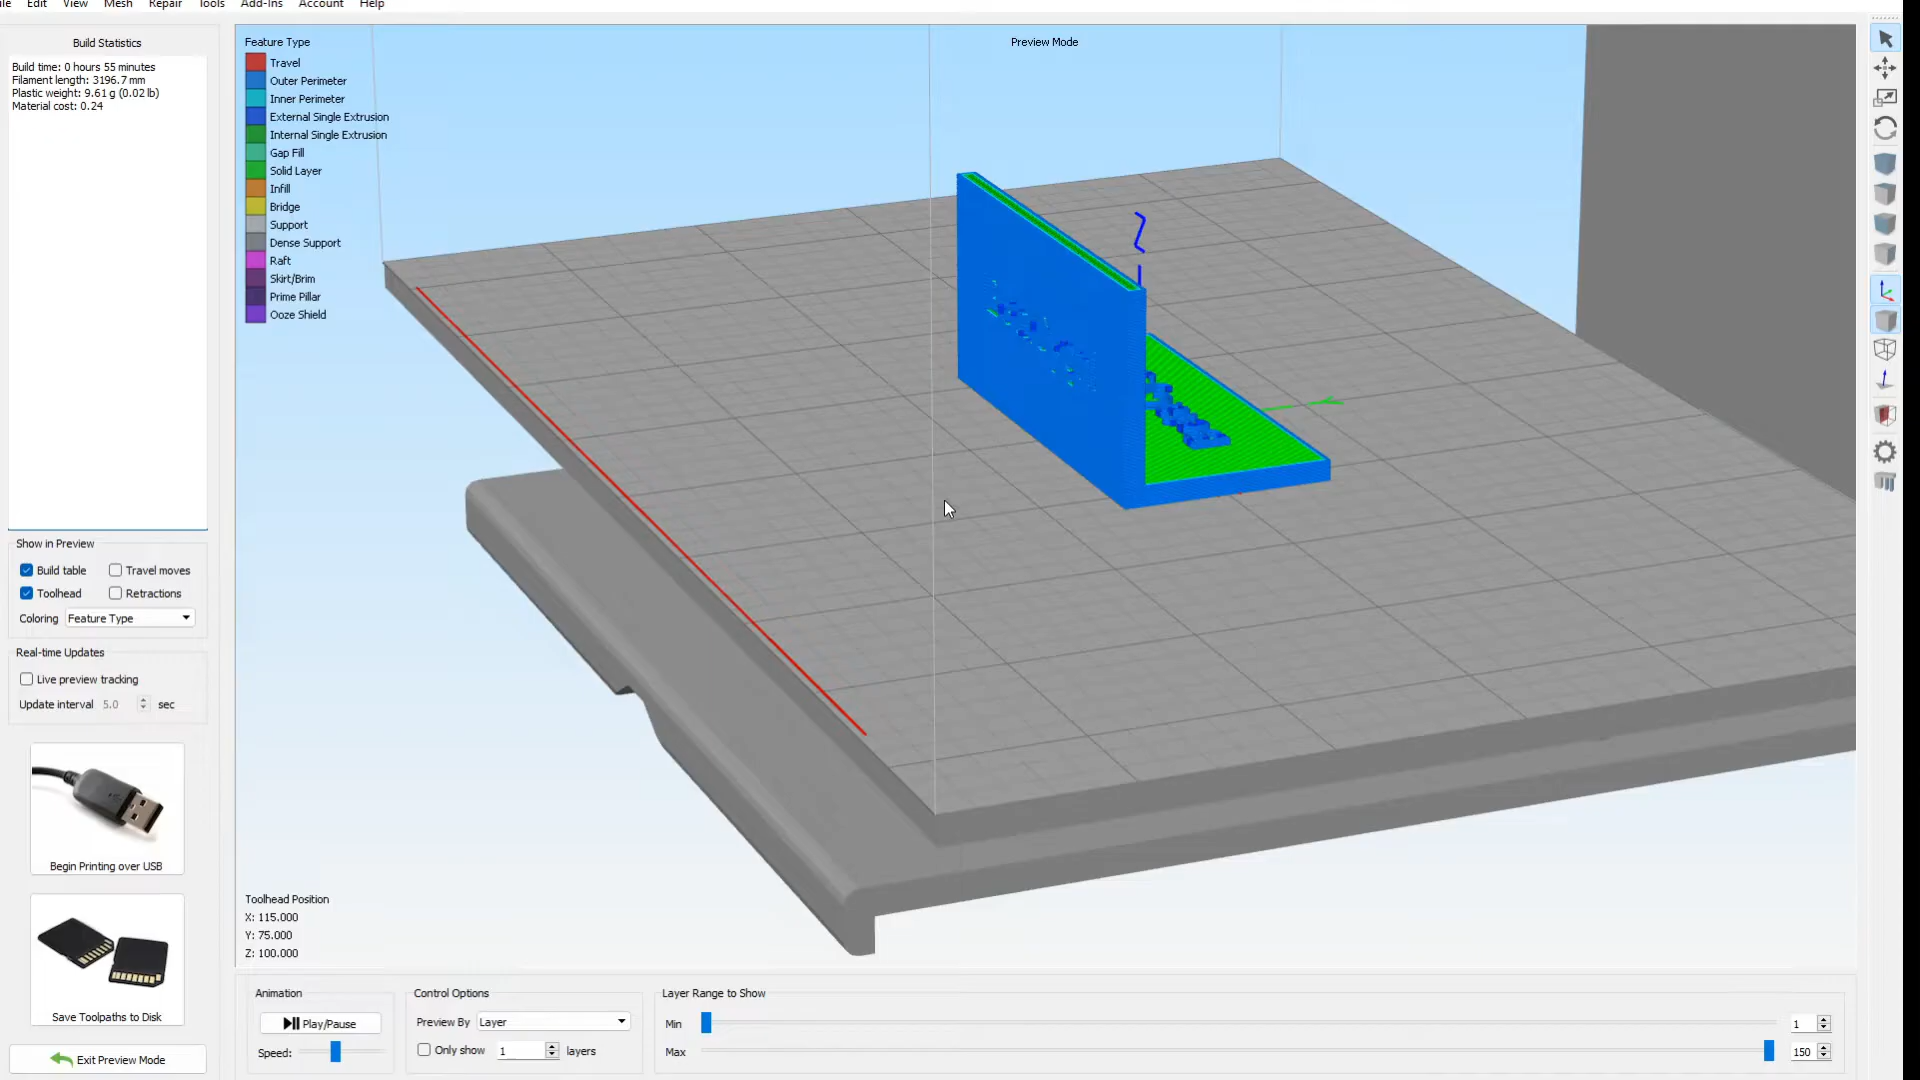 Edit View Mesh Repair Tools Add-Ins Account Help
Build Statistics
Build time: 0 hours 55 minutes
Filament length: 3196.7 mm
Plastic weight: 9.61 g (0.02 lb)
Material cost: 0.24
Show in Preview
Build table
Travel moves
Toolhead
Retractions
Coloring Feature Type
Real-time Updates
Live preview tracking
Update interval 5.0 sec
Begin Printing over USB
Save Toolpaths to Disk
Exit Preview Mode
Feature Type
Travel
Outer Perimeter
Inner Perimeter
External Single Extrusion
Internal Single Extrusion
Gap Fill
Solid Layer
Infill
Bridge
Support
Dense Support
Raft
Skirt/Brim
Prime Pillar
Ooze Shield
Preview Mode
Toolhead Position
X: 115.000
Y: 75.000
Z: 100.000
Animation
Play/Pause
Speed:
Control Options
Preview By Layer
Only show 1 layers
Layer Range to Show
Min 1
Max 150